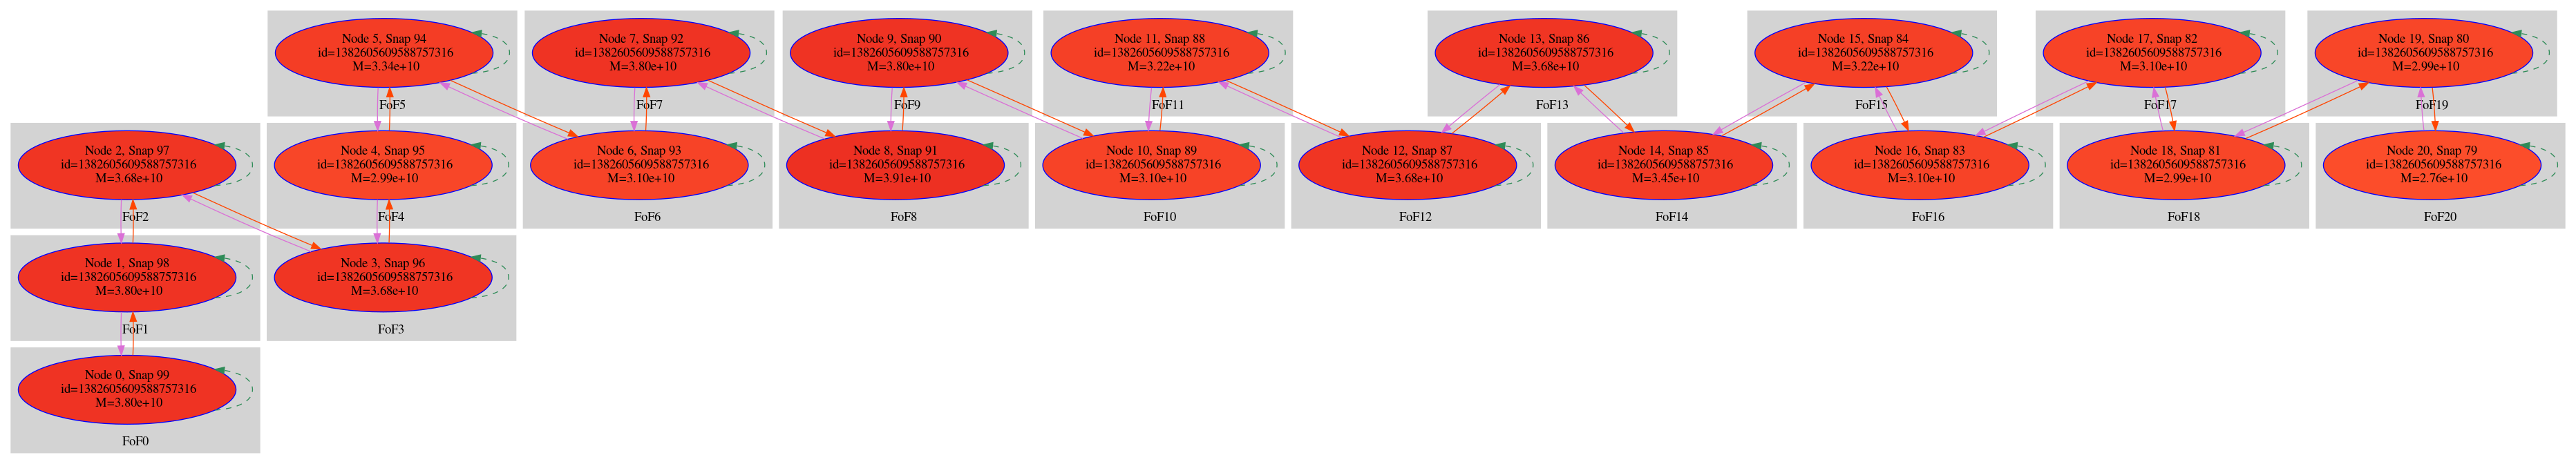 Node 5, Snap 94
id=1382605609588757316
M=3.34e+10
FoF5
Node 7, Snap 92
id=1382605609588757316
M=3.80e+10
FoF7
Node 9, Snap 90
id=1382605609588757316
M=3.80e+10
FoF9
Node 11, Snap 88
id=1382605609588757316
M=3.22e+10
FoF11
Node 13, Snap 86
id=1382605609588757316
M=3.68e+10
FoF13
Node 15, Snap 84
id=1382605609588757316
M=3.22e+10
FoF15
Node 17, Snap 82
id=1382605609588757316
M=3.10e+10
FoF17
Node 19, Snap 80
id=1382605609588757316
M=2.99e+10
FoF19
Node 2, Snap 97
id=1382605609588757316
M=3.68e+10
FoF2
Node 4, Snap 95
id=1382605609588757316
M=2.99e+10
FoF4
Node 6, Snap 93
id=1382605609588757316
M=3.10e+10
FoF6
Node 8, Snap 91
id=1382605609588757316
M=3.91e+10
FoF8
Node 10, Snap 89
id=1382605609588757316
M=3.10e+10
FoF10
Node 12, Snap 87
id=1382605609588757316
M=3.68e+10
FoF12
Node 14, Snap 85
id=1382605609588757316
M=3.45e+10
FoF14
Node 16, Snap 83
id=1382605609588757316
M=3.10e+10
FoF16
Node 18, Snap 81
id=1382605609588757316
M=2.99e+10
FoF18
Node 20, Snap 79
id=1382605609588757316
M=2.76e+10
FoF20
Node 1, Snap 98
id=1382605609588757316
M=3.80e+10
FoF1
Node 3, Snap 96
id=1382605609588757316
M=3.68e+10
FoF3
Node 0, Snap 99
id=1382605609588757316
M=3.80e+10
FoF0